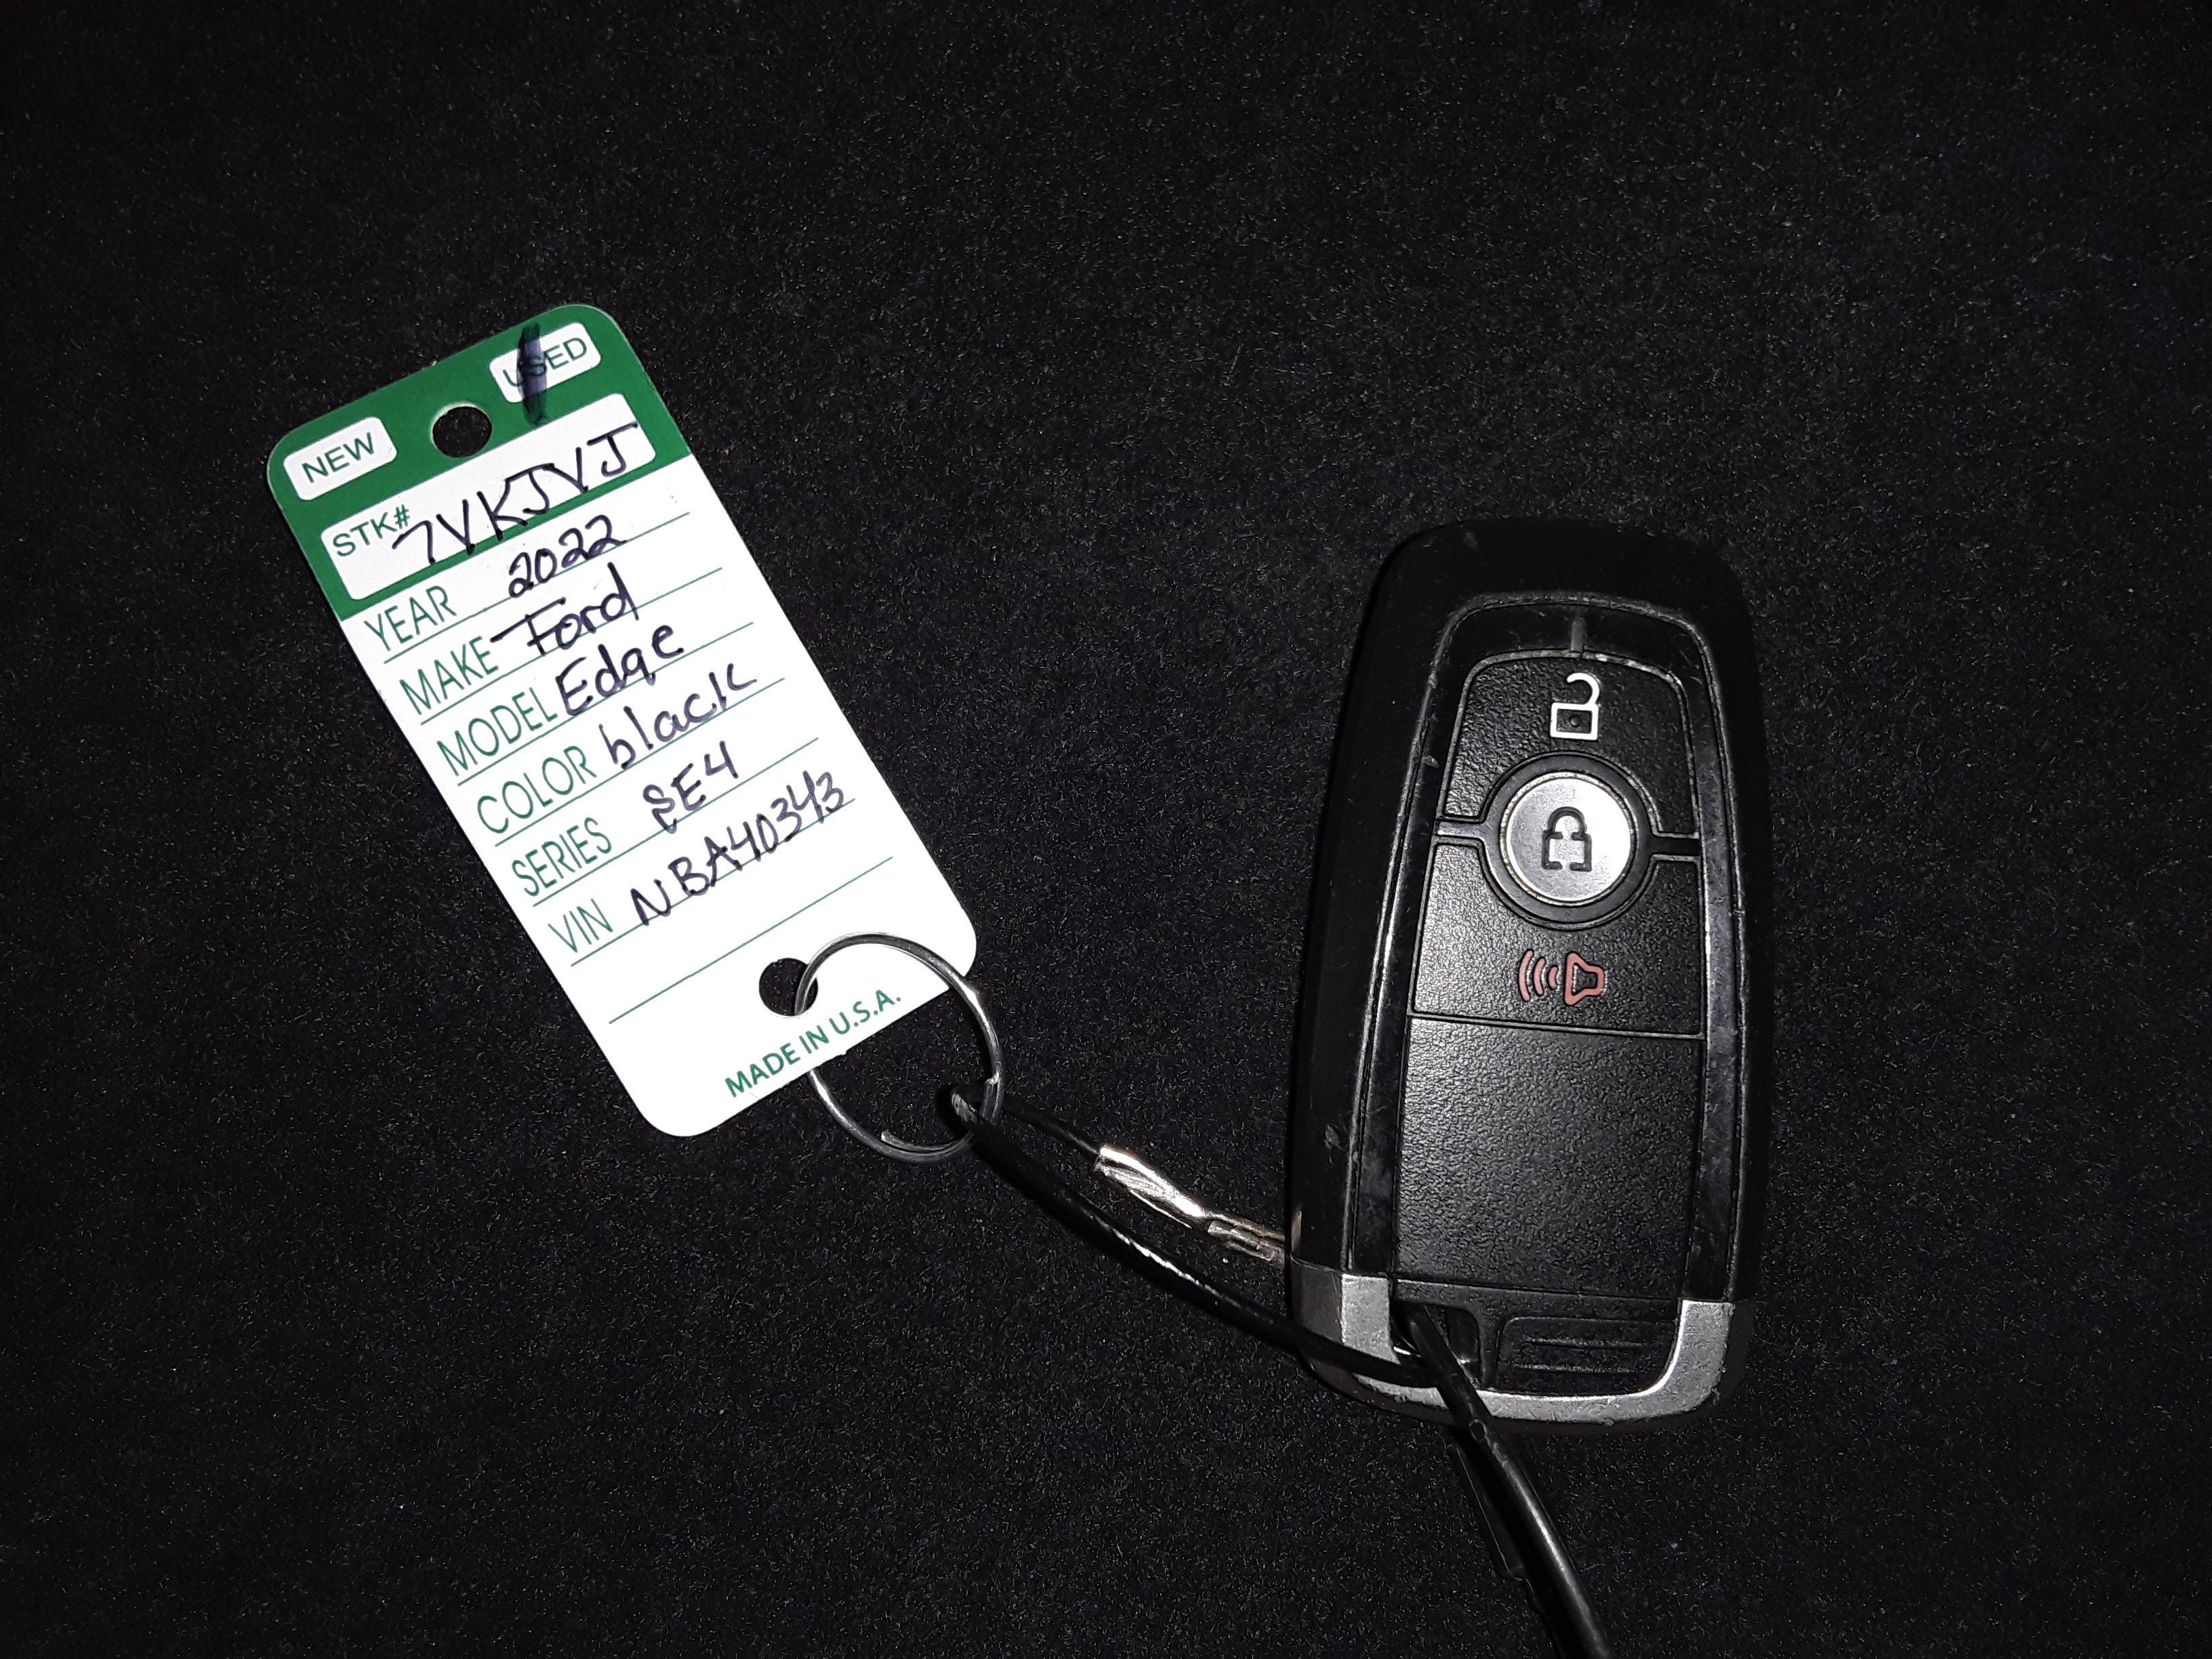 NEW USED
STK# 7VKJVJ
YEAR 2022
MAKE Ford
MODEL Edge
COLOR black
SERIES SE4
VIN NBA40343
MADE IN U.S.A.